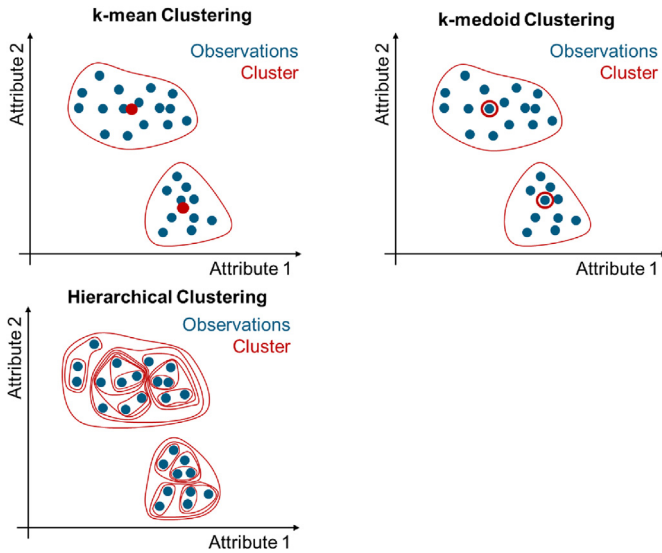 k-mean Clustering
Observations
Cluster
Attribute 2
Attribute 1
k-medoid Clustering
Observations
Cluster
Attribute 2
Attribute 1
Hierarchical Clustering
Observations
Cluster
Attribute 2
Attribute 1